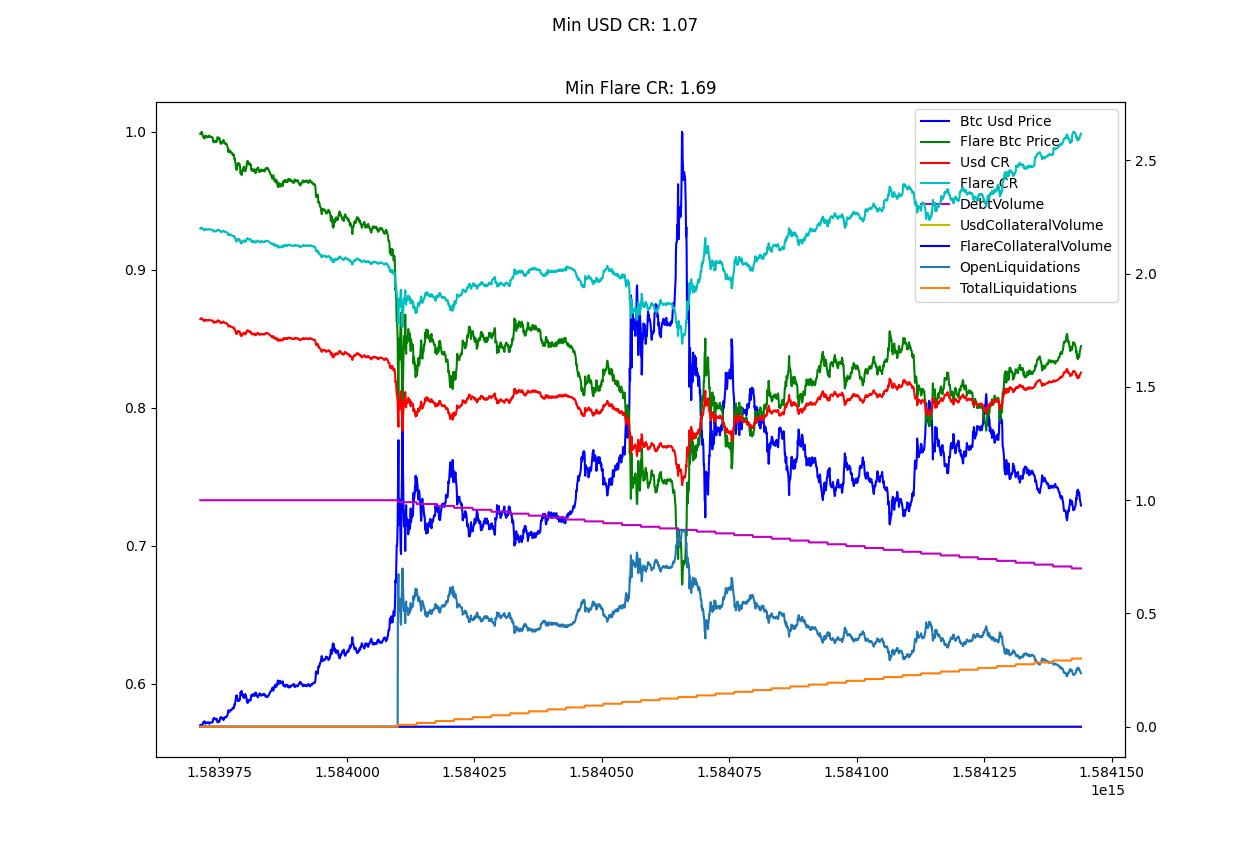 Min USD CR: 1.07
Min Flare CR: 1.69
Btc Usd Price
Flare Btc Price
Usd CR
Flare CR
DebtVolume
UsdCollateralVolume
FlareCollateralVolume
OpenLiquidations
TotalLiquidations
1.0
0.9
0.8
0.7
0.6
2.5
2.0
1.5
1.0
0.5
0.0
1.583975 1.584000 1.584025 1.584050 1.584075 1.584100 1.584125 1.584150
1e15